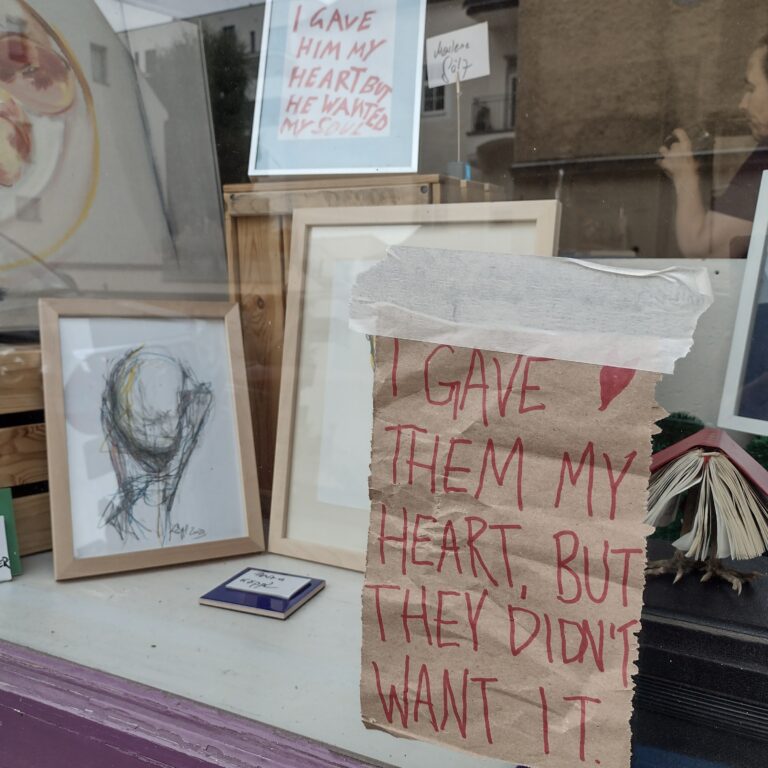 I GAVE
HIM MY
HEART BUT
HE WANTED
MY SOUL
I GAVE
THEM MY
HEART, BUT
THEY DIDN'T
WANT IT.